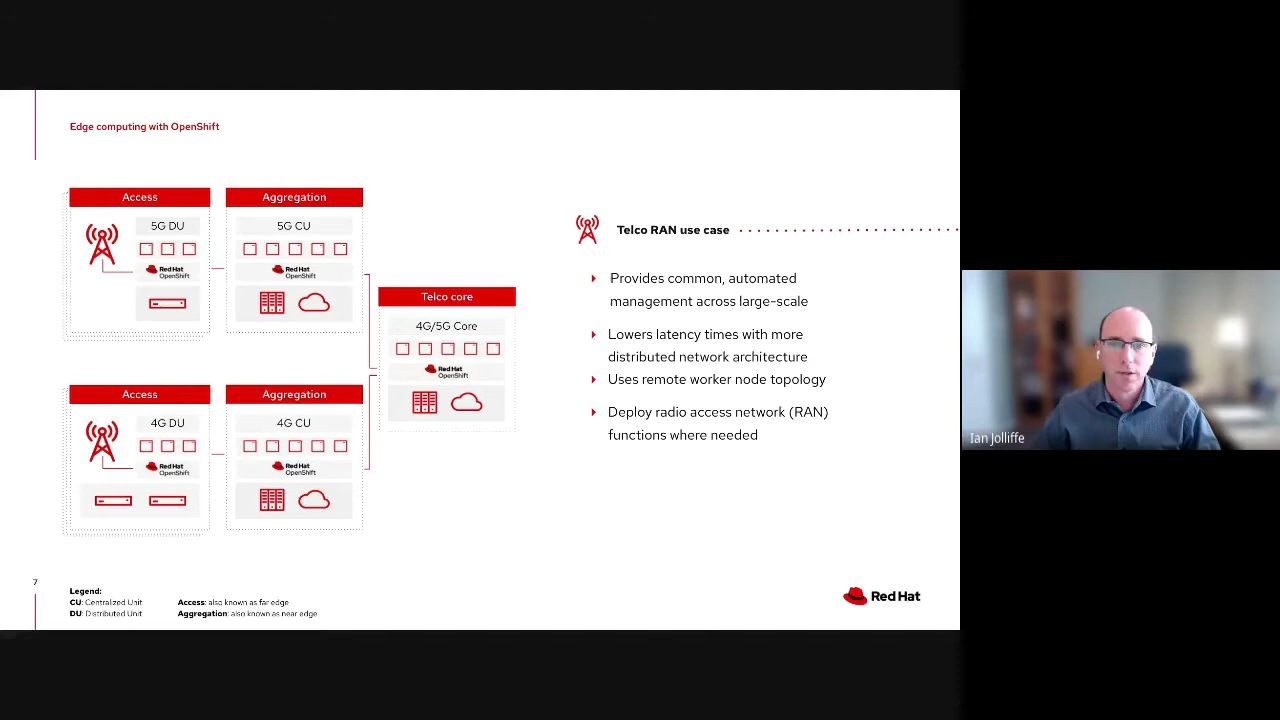 Edge computing with OpenShift
Access
5G DU
Red Hat
OpenShift
Aggregation
5G CU
Red Hat
OpenShift
Telco core
4G/5G Core
Red Hat
OpenShift
Access
4G DU
Red Hat
OpenShift
Aggregation
4G CU
Red Hat
OpenShift
Telco RAN use case
Provides common, automated
management across large-scale
Lowers latency times with more
distributed network architecture
Uses remote worker node topology
Deploy radio access network (RAN)
functions where needed
7
Legend:
CU: Centralized Unit
DU: Distributed Unit
Access: also known as far edge
Aggregation: also known as near edge
Red Hat
Ian Jolliffe